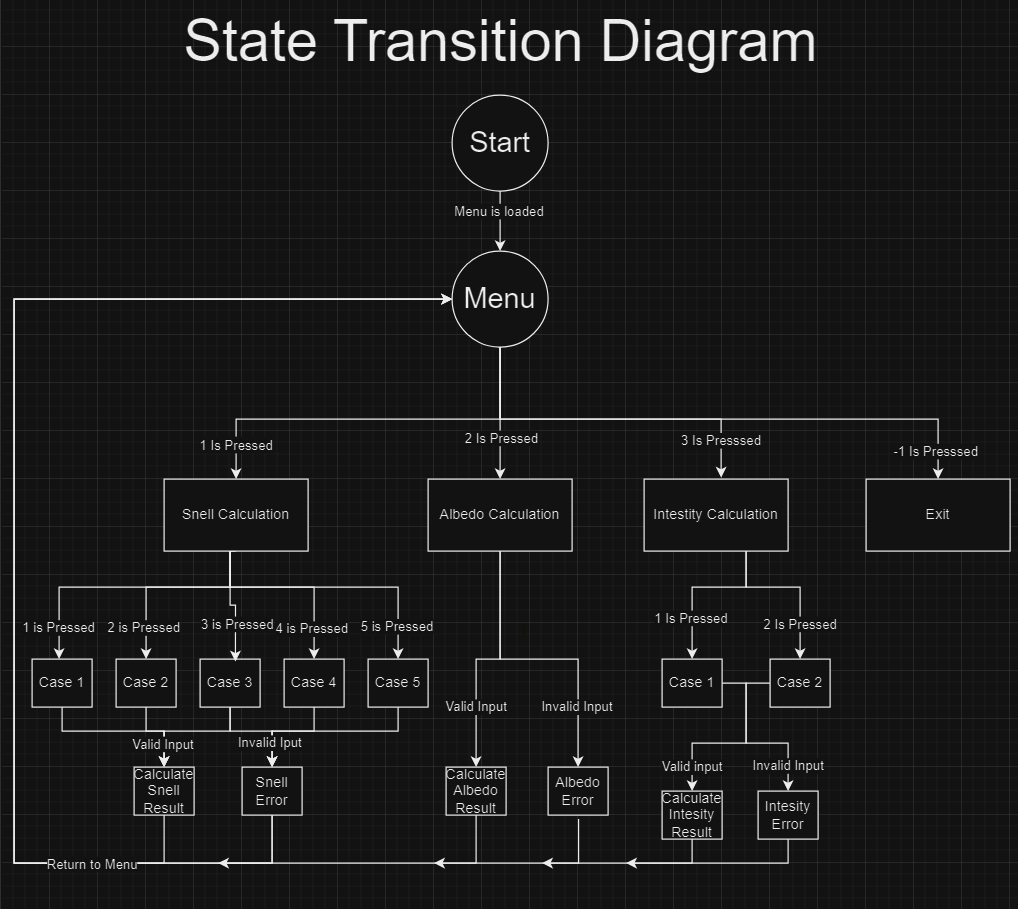 State Transition Diagram
Start
Menu is loaded
Menu
1 Is Pressed
2 Is Pressed
3 Is Presssed
-1 Is Presssed
Snell Calculation
Albedo Calculation
Intestity Calculation
Exit
1 is Pressed
2 is Pressed
3 is Pressed
4 is Pressed
5 is Pressed
1 Is Pressed
2 Is Pressed
Case 1
Case 2
Case 3
Case 4
Case 5
Case 1
Case 2
Valid Input
Invalid Iput
Valid Input
Invalid Input
Valid input
Invalid Input
Calculate
Snell
Result
Snell
Error
Calculate
Albedo
Result
Albedo
Error
Calculate
Intesity
Result
Intesity
Error
Return to Menu